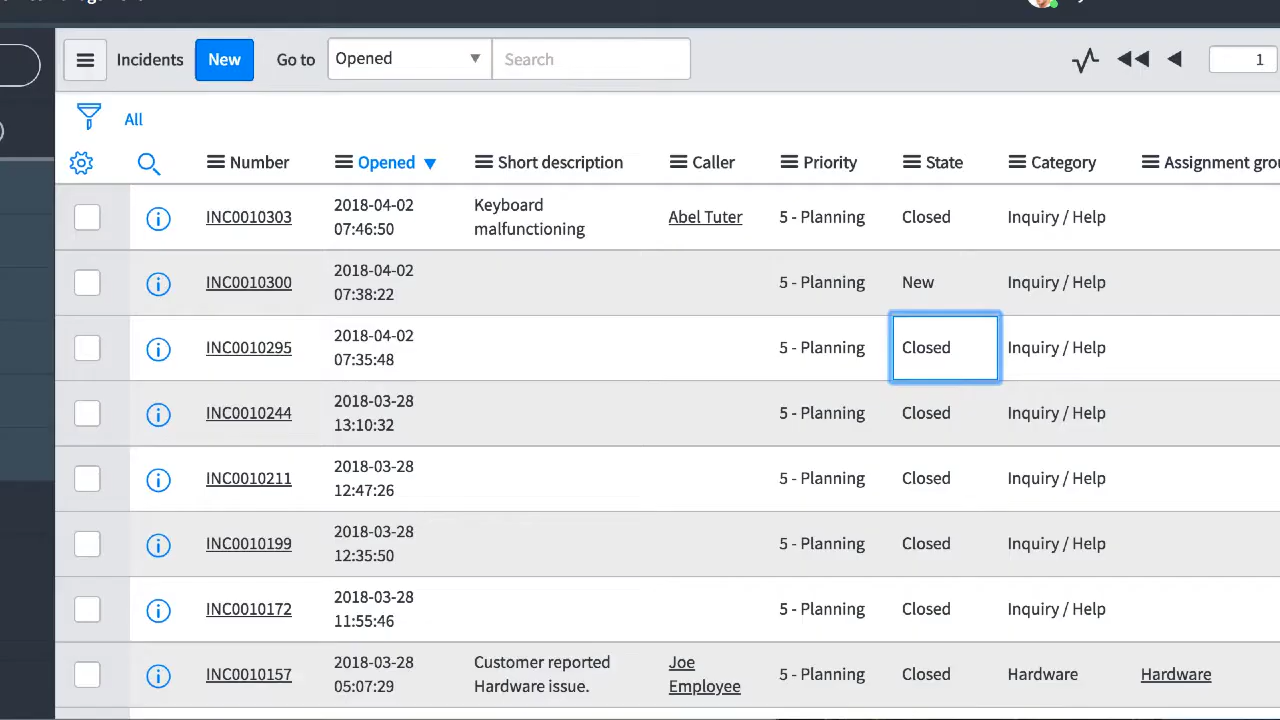 Incidents New Go to Opened Search 1
All
Number Opened Short description Caller Priority State Category Assignment
INC0010303 2018-04-02 07:46:50 Keyboard malfunctioning Abel Tuter 5 - Planning Closed Inquiry / Help
INC0010300 2018-04-02 07:38:22 5 - Planning New Inquiry / Help
INC0010295 2018-04-02 07:35:48 5 - Planning Closed Inquiry / Help
INC0010244 2018-03-28 13:10:32 5 - Planning Closed Inquiry / Help
INC0010211 2018-03-28 12:47:26 5 - Planning Closed Inquiry / Help
INC0010199 2018-03-28 12:35:50 5 - Planning Closed Inquiry / Help
INC0010172 2018-03-28 11:55:46 5 - Planning Closed Inquiry / Help
INC0010157 2018-03-28 05:07:29 Customer reported Hardware issue. Joe Employee 5 - Planning Closed Hardware Hardware